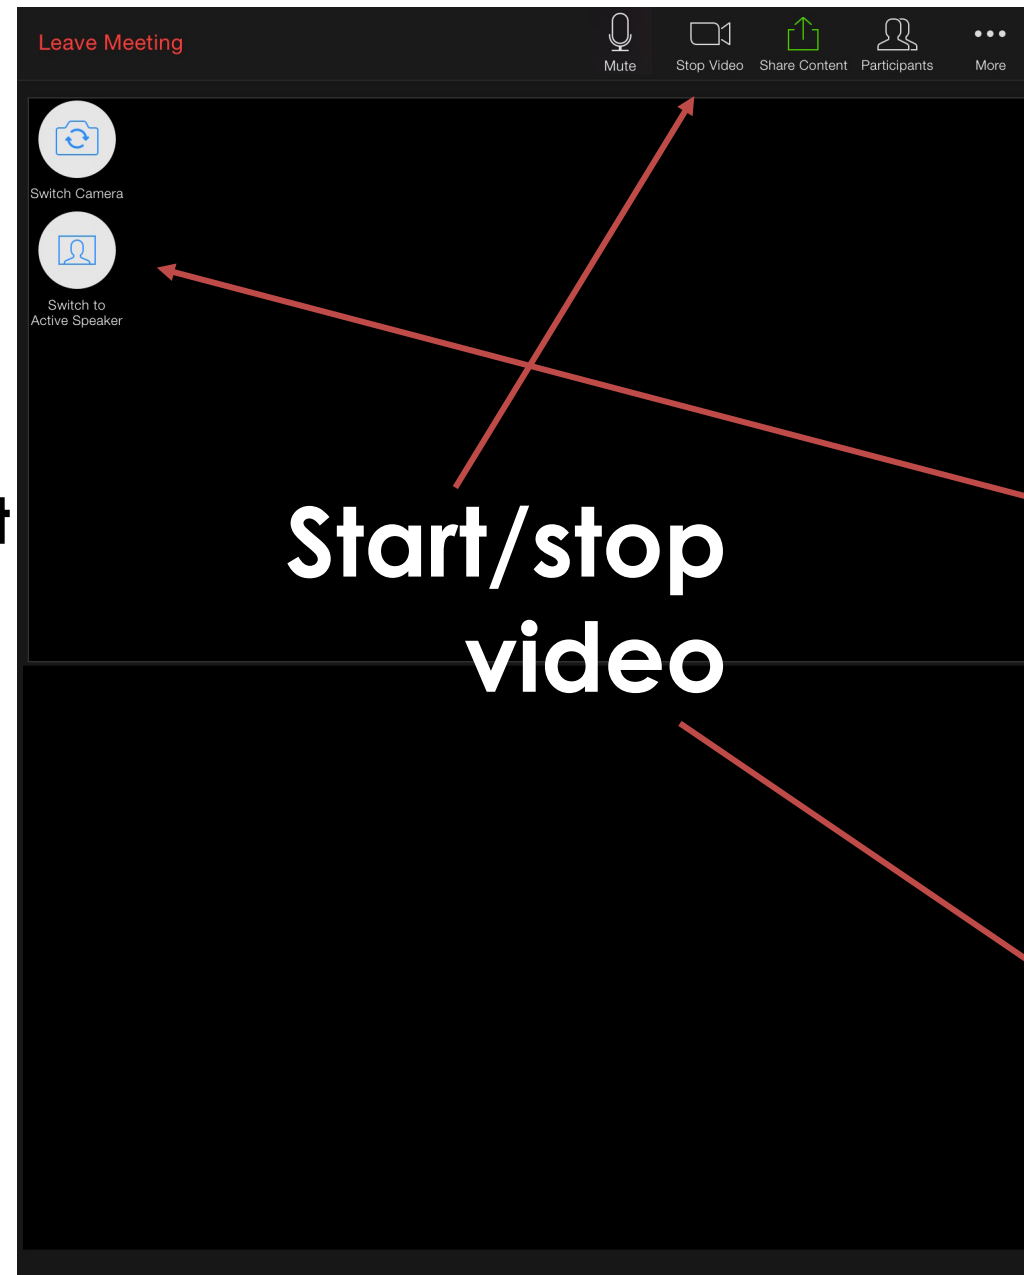 Leave Meeting
Mute
Stop Video
Share Content
Participants
More
Switch Camera
Switch to
Active Speaker
t
Start/stop
video